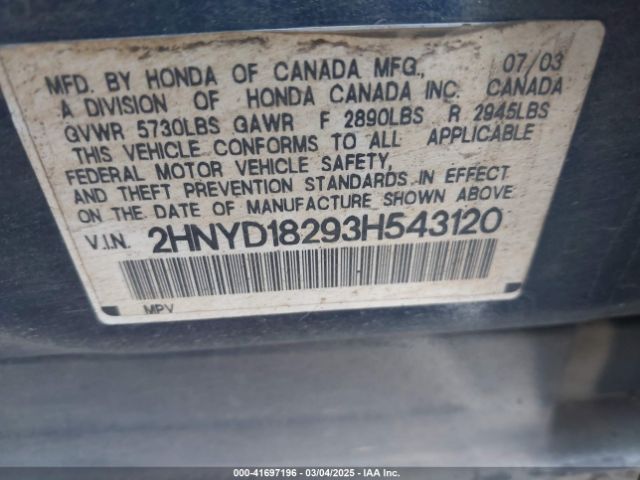 MFD. BY HONDA OF CANADA MFG., 07/03
A DIVISION OF HONDA CANADA INC. CANADA
GVWR 5730LBS GAWR F 2890LBS R 2945LBS
THIS VEHICLE CONFORMS TO ALL APPLICABLE
FEDERAL MOTOR VEHICLE SAFETY,
AND THEFT PREVENTION STANDARDS IN EFFECT
ON THE DATE OF MANUFACTURE SHOWN ABOVE
V.I.N. 2HNYD18293H543120
MPV
000-41697196 - 03/04/2025 - IAA Inc.